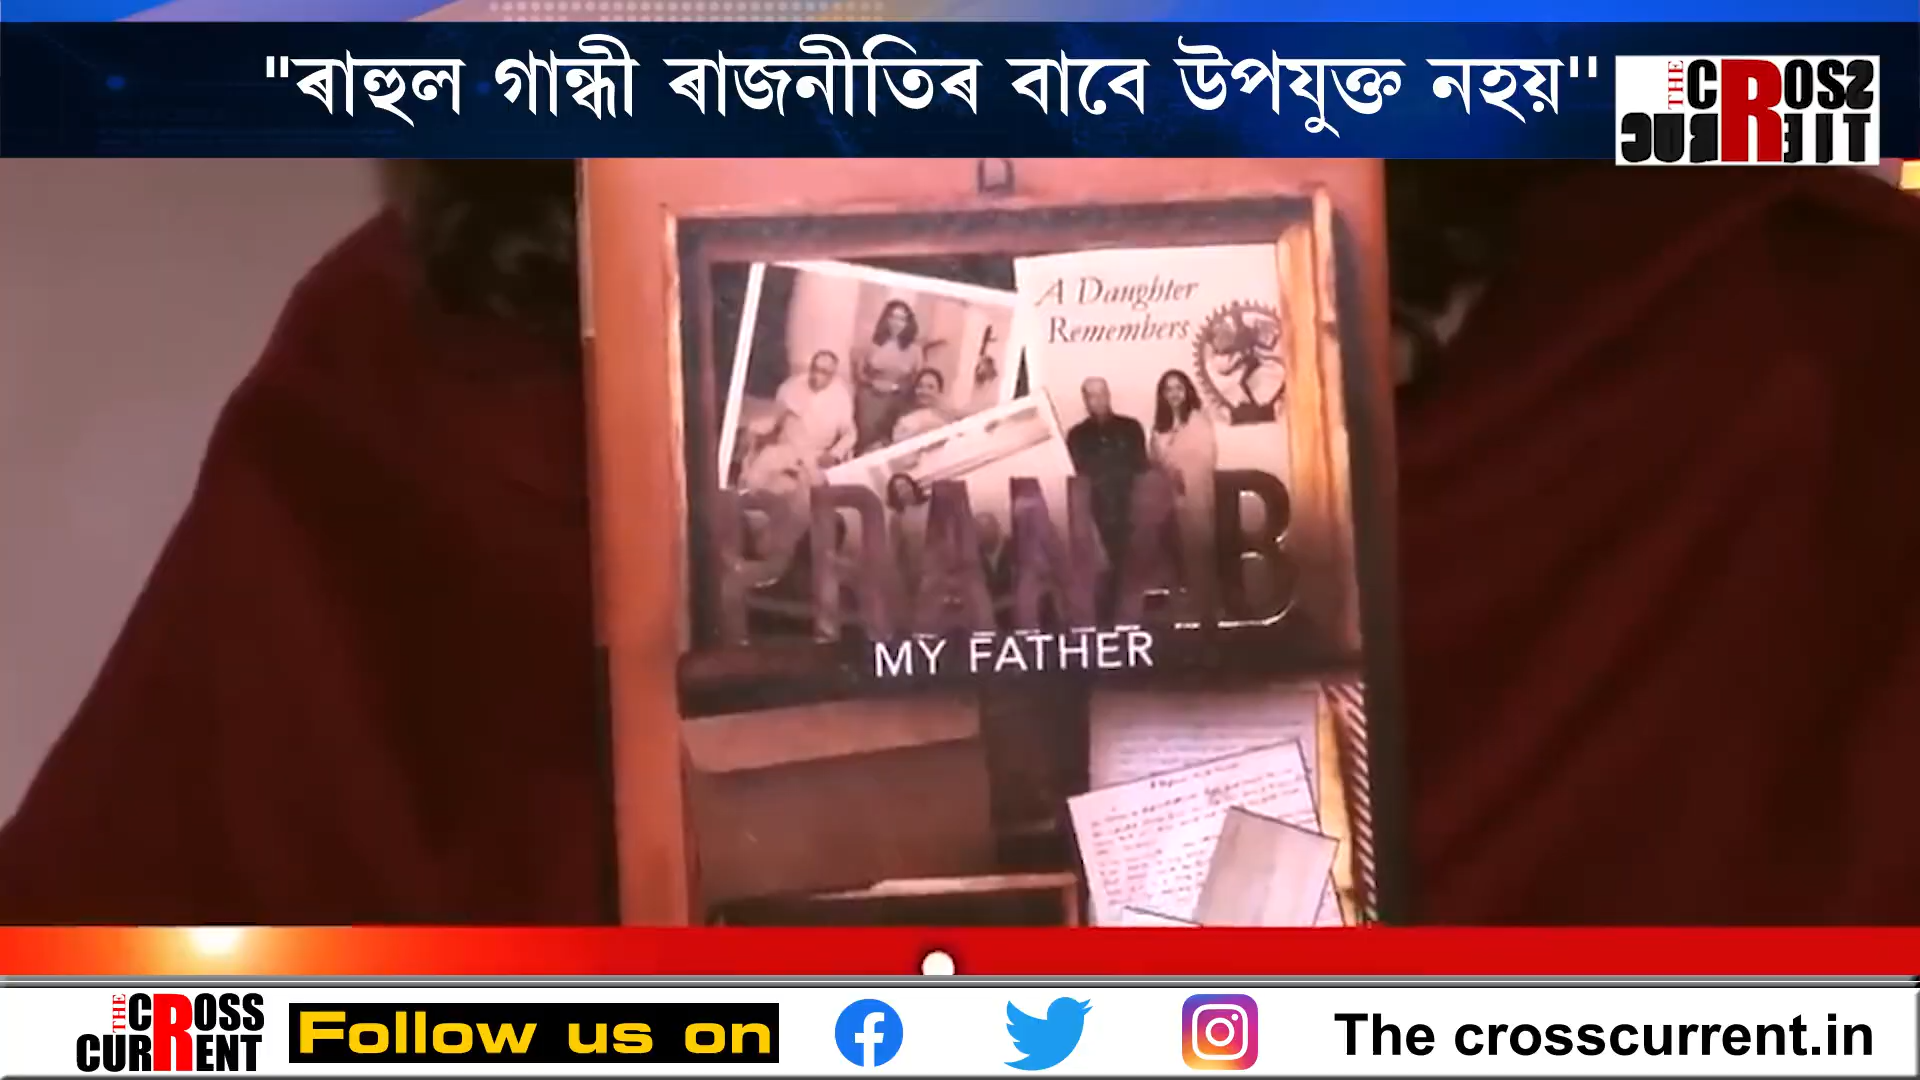 "ৰাহুল গান্ধী ৰাজনীতিৰ বাবে উপযুক্ত নহয়"
THE CROSS
CURRENT
A Daughter
Remembers
PRANAB
MY FATHER
THE CROSS
CURRENT
Follow us on
The crosscurrent.in